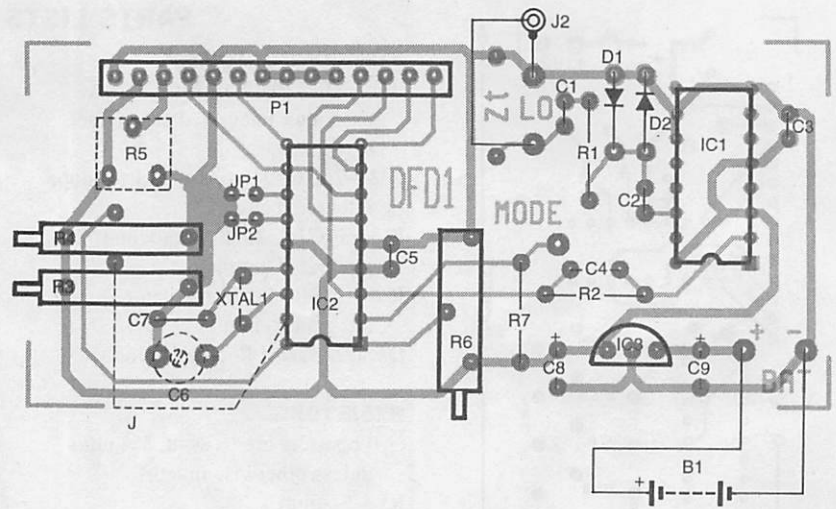 J2
D1
P1
C1
Zt
LO
D2
C3
R5
IC1
R1
JP1
DFD1
C2
MODE
JP2
R4
C5
C4
R3
XTAL1
IC2
R2
C7
R7
R6
+
+
+
-
IC3
C8
C9
BAT
C6
J
B1
+